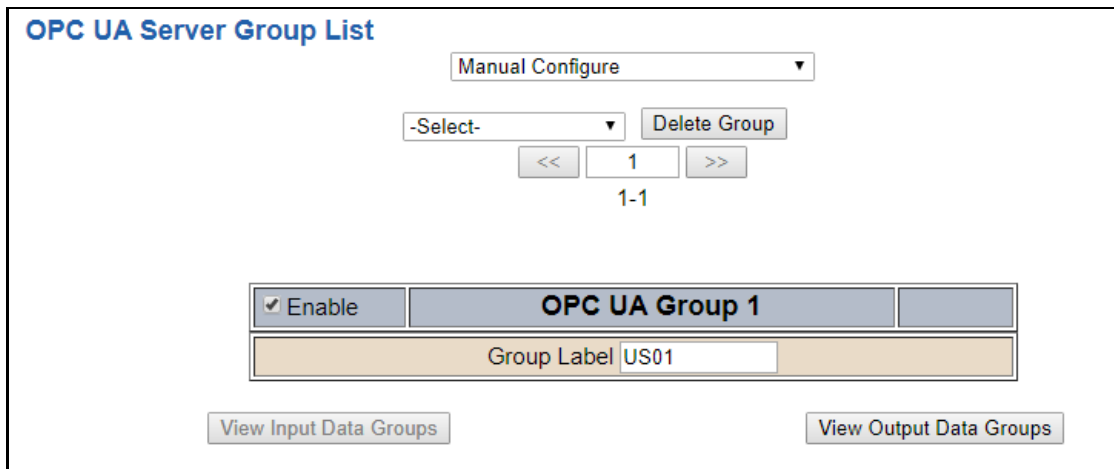 OPC UA Server Group List
Manual Configure
-Select- Delete Group
<< 1 >>
1-1
Enable OPC UA Group 1
Group Label US01
View Input Data Groups View Output Data Groups